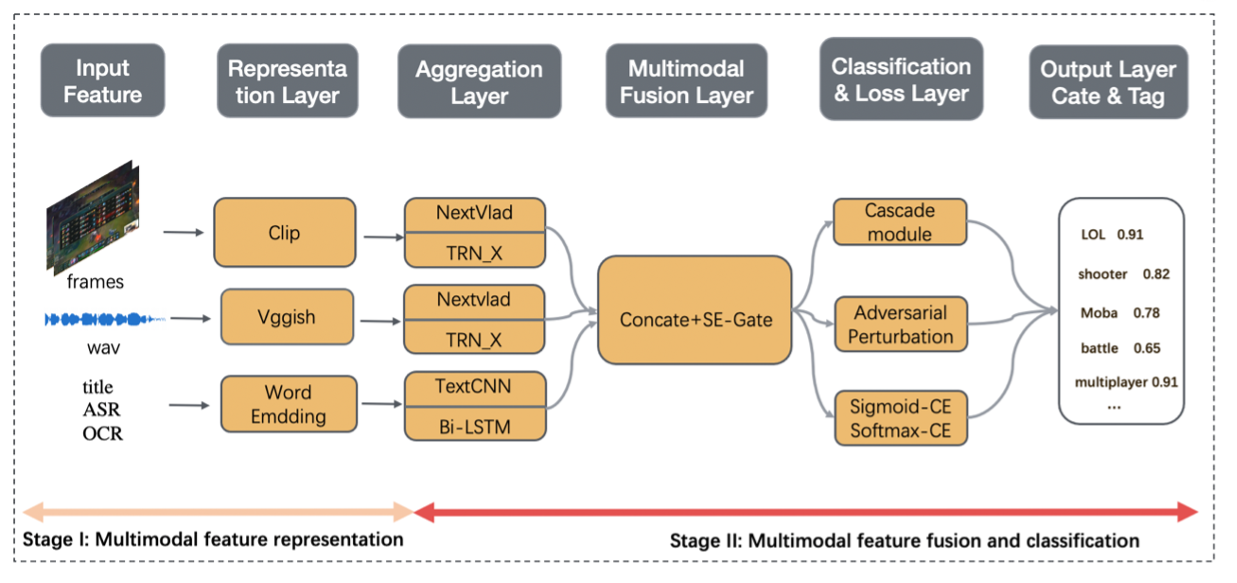 Input
Feature
Representa
tion Layer
Aggregation
Layer
Multimodal
Fusion Layer
Classification
& Loss Layer
Output Layer
Cate & Tag
frames
wav
title
ASR
OCR
Clip
Vggish
Word
Emdding
NextVlad
TRN_X
Nextvlad
TRN_X
TextCNN
Bi-LSTM
Concate+SE-Gate
Cascade
module
Adversarial
Perturbation
Sigmoid-CE
Softmax-CE
LOL 0.91
shooter 0.82
Moba 0.78
battle 0.65
multiplayer 0.91
...
Stage I: Multimodal feature representation
Stage II: Multimodal feature fusion and classification